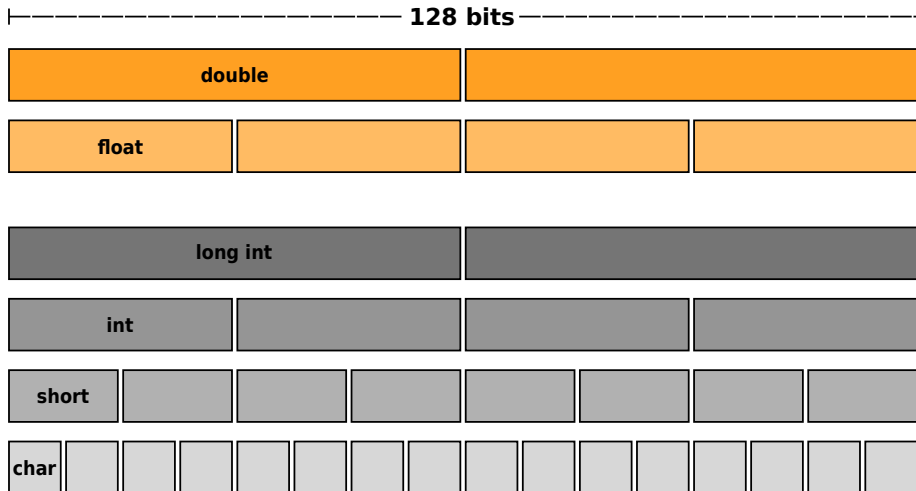 128 bits
double
float
long int
int
short
char